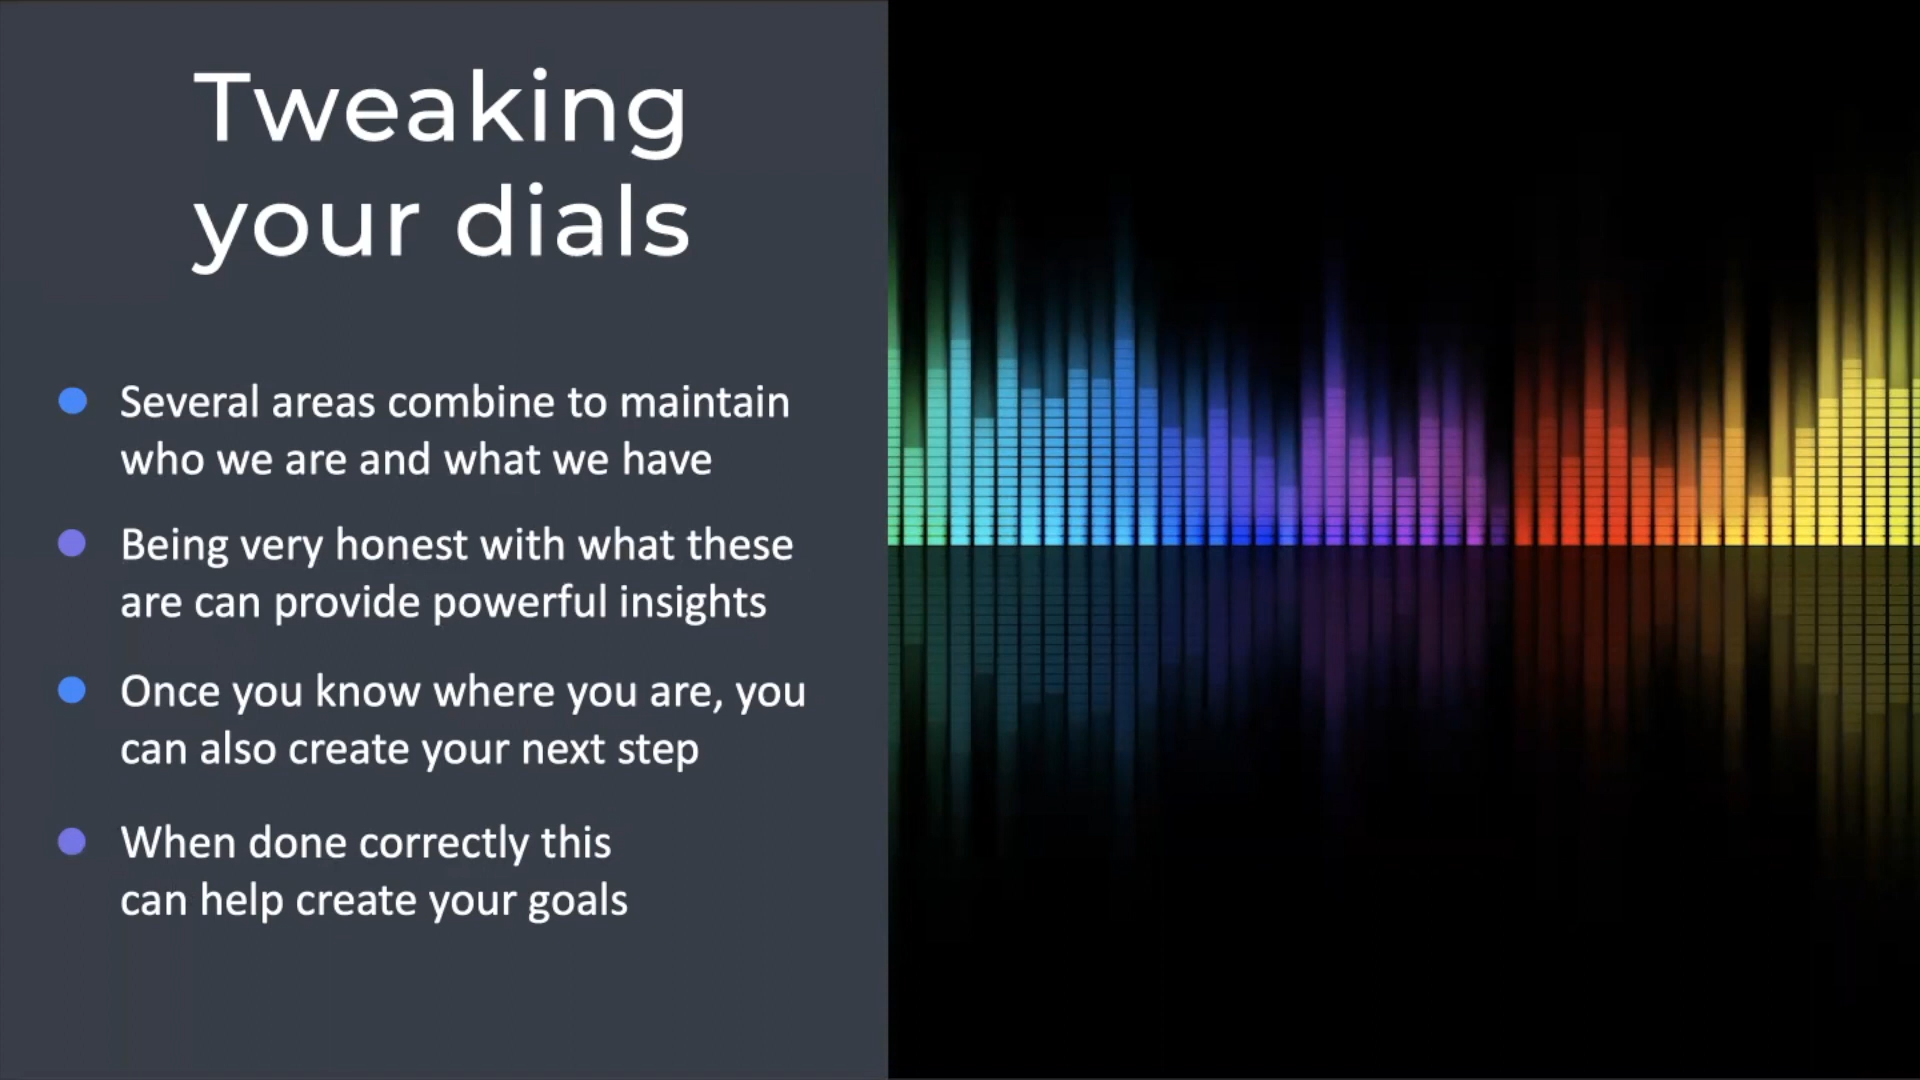 Tweaking
your dials
Several areas combine to maintain
who we are and what we have
Being very honest with what these
are can provide powerful insights
Once you know where you are, you
can also create your next step
When done correctly this
can help create your goals